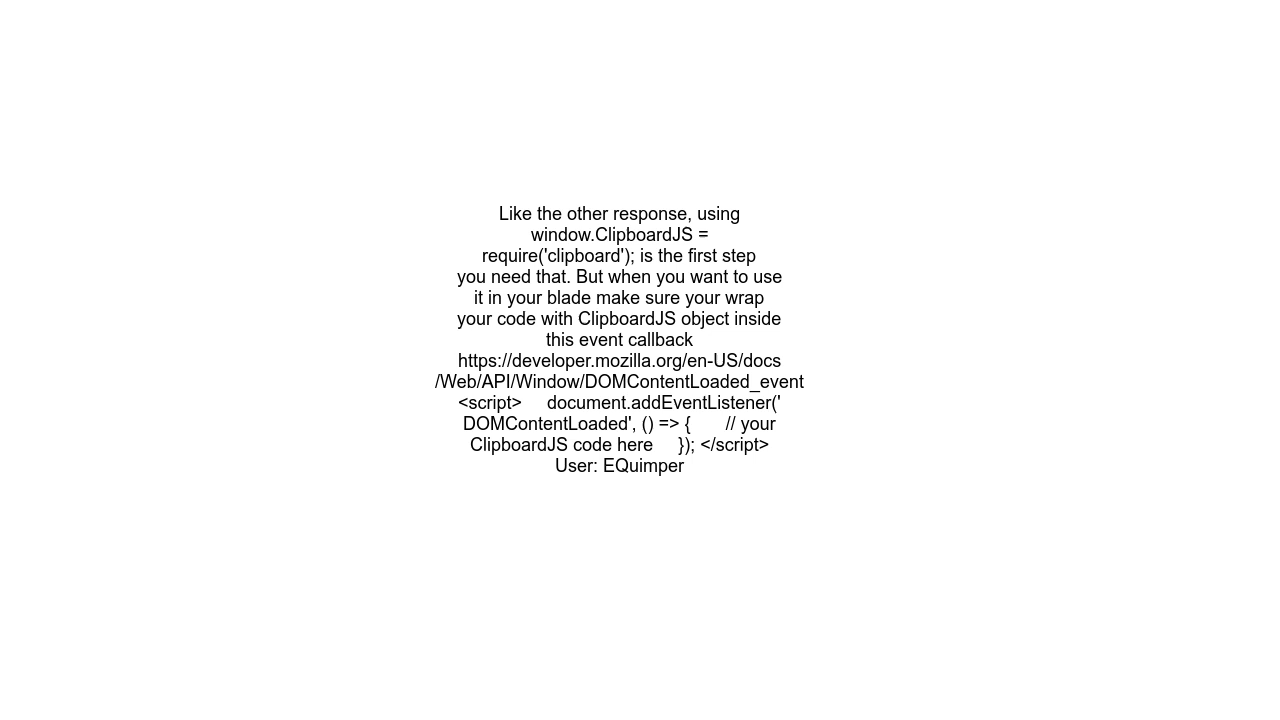 Like the other response, using
window.ClipboardJS =
require('clipboard'); is the first step
you need that. But when you want to use
it in your blade make sure your wrap
your code with ClipboardJS object inside
this event callback
https://developer.mozilla.org/en-US/docs
/Web/API/Window/DOMContentLoaded_event
<script>     document.addEventListener('
DOMContentLoaded', () => {       // your
ClipboardJS code here     }); </script>
User: EQuimper